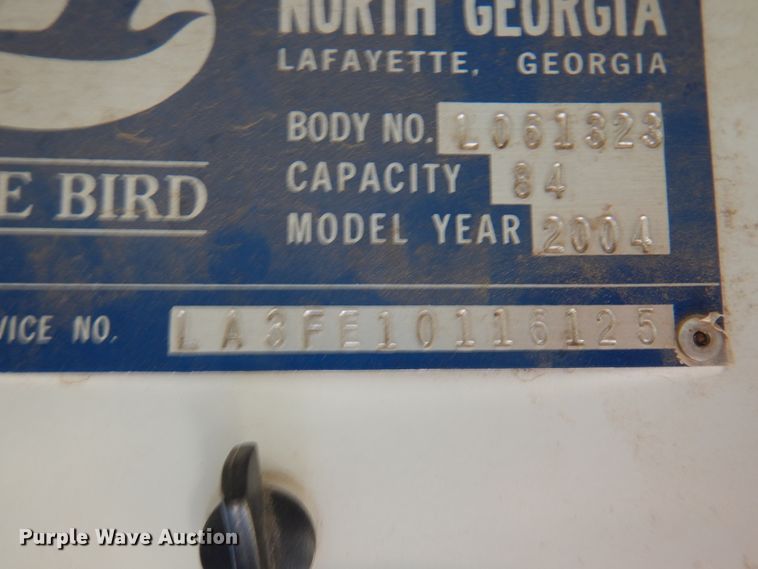 NORTH GEORGIA
LAFAYETTE, GEORGIA
BODY NO. L061323
CAPACITY 84
E BIRD
MODEL YEAR 2004
VICE NO. LA3FE10116125
Purple Wave Auction